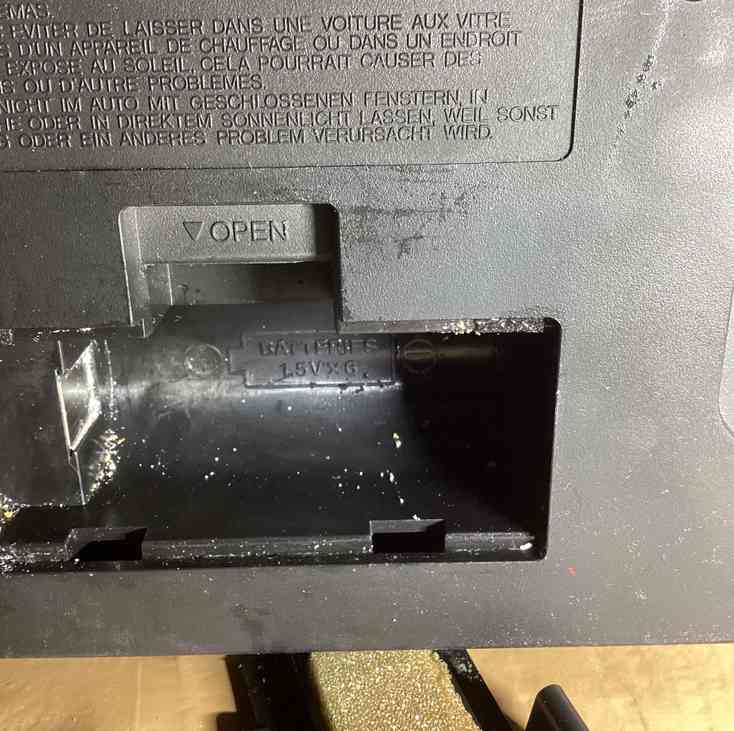 EMAS.
EVITER DE LAISSER DANS UNE VOITURE AUX VITRE
D'UN APPAREIL DE CHAUFFAGE OU DANS UN ENDROIT
EXPOSE AU SOLEIL, CELA POURRAIT CAUSER DES
S OU D'AUTRE PROBLEMES.
NICHT IM AUTO MIT GESCHLOSSENEN FENSTERN, IN
HE ODER IN DIREKTEM SONNENLICHT LASSEN, WEIL SONST
G ODER EIN ANDERES PROBLEM VERURSACHT WIRD.
▽OPEN
BATTERIES
1.5V×6